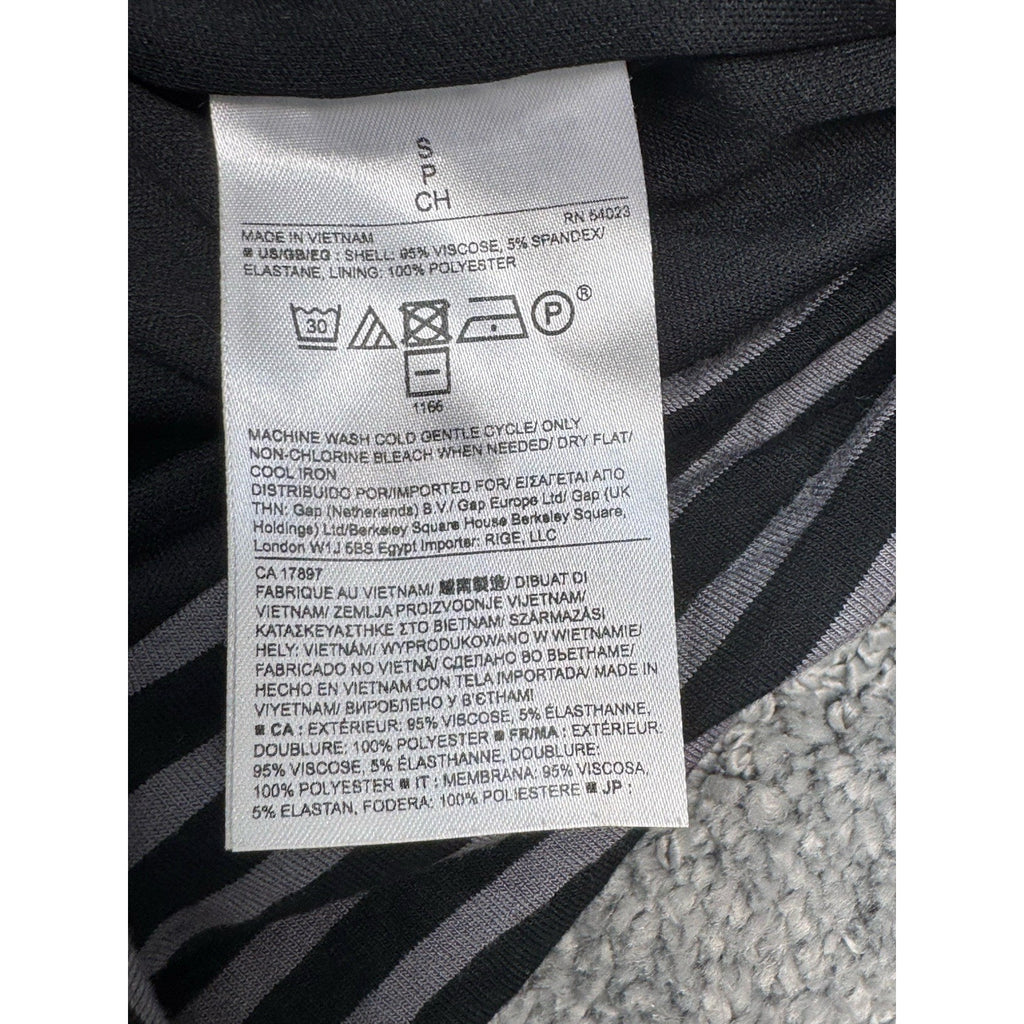 S
P
CH
RN 54023
MADE IN VIETNAM
US/GB/EG : SHELL: 95% VISCOSE, 5% SPANDEX/
ELASTANE, LINING: 100% POLYESTER
30
P
®
1166
MACHINE WASH COLD GENTLE CYCLE/ ONLY
NON-CHLORINE BLEACH WHEN NEEDED/ DRY FLAT/
COOL IRON
DISTRIBUIDO POR/IMPORTED FOR/ ΕΙΣΑΓΕΤΑΙ ΑΠΟ
ΤΗΝ: Gap (Netherlands) B V/ Gap Europe Ltd/ Gap (UK
Holdings) Ltd/Berkeley Square House Berkeley Square,
London W1J 6BS Egypt Importer: RIGE, LLC
CA 17897
FABRIQUE AU VIETNAM/ 越南製造/ DIBUAT DI
VIETNAM/ ZEMLJA PROIZVODNJE VIJETNAM/
ΚΑΤΑΣΚΕΥΑΣΤΗΚΕ ΣΤΟ ΒΙΕΤΝΑΜ/ SZÁRMAZÁSI
HELY: VIETNÁM/ WYPRODUKOWANO W WIETNAMIE/
FABRICADO NO VIETNÃ/ СДЕЛАНО ВО ВЬЕТНАМЕ/
HECHO EN VIETNAM CON TELA IMPORTADA/ MADE IN
VIYETNAM/ ВИРОБЛЕНО У В'ЄТНАМІ
CA : EXTÉRIEUR: 95% VISCOSE, 5% ÉLASTHANNE,
DOUBLURE: 100% POLYESTER FR/MA : EXTÉRIEUR:
95% VISCOSE, 5% ÉLASTHANNE, DOUBLURE:
100% POLYESTER IT : MEMBRANA: 95% VISCOSA,
5% ELASTAN, FODERA: 100% POLIESTERE JP :